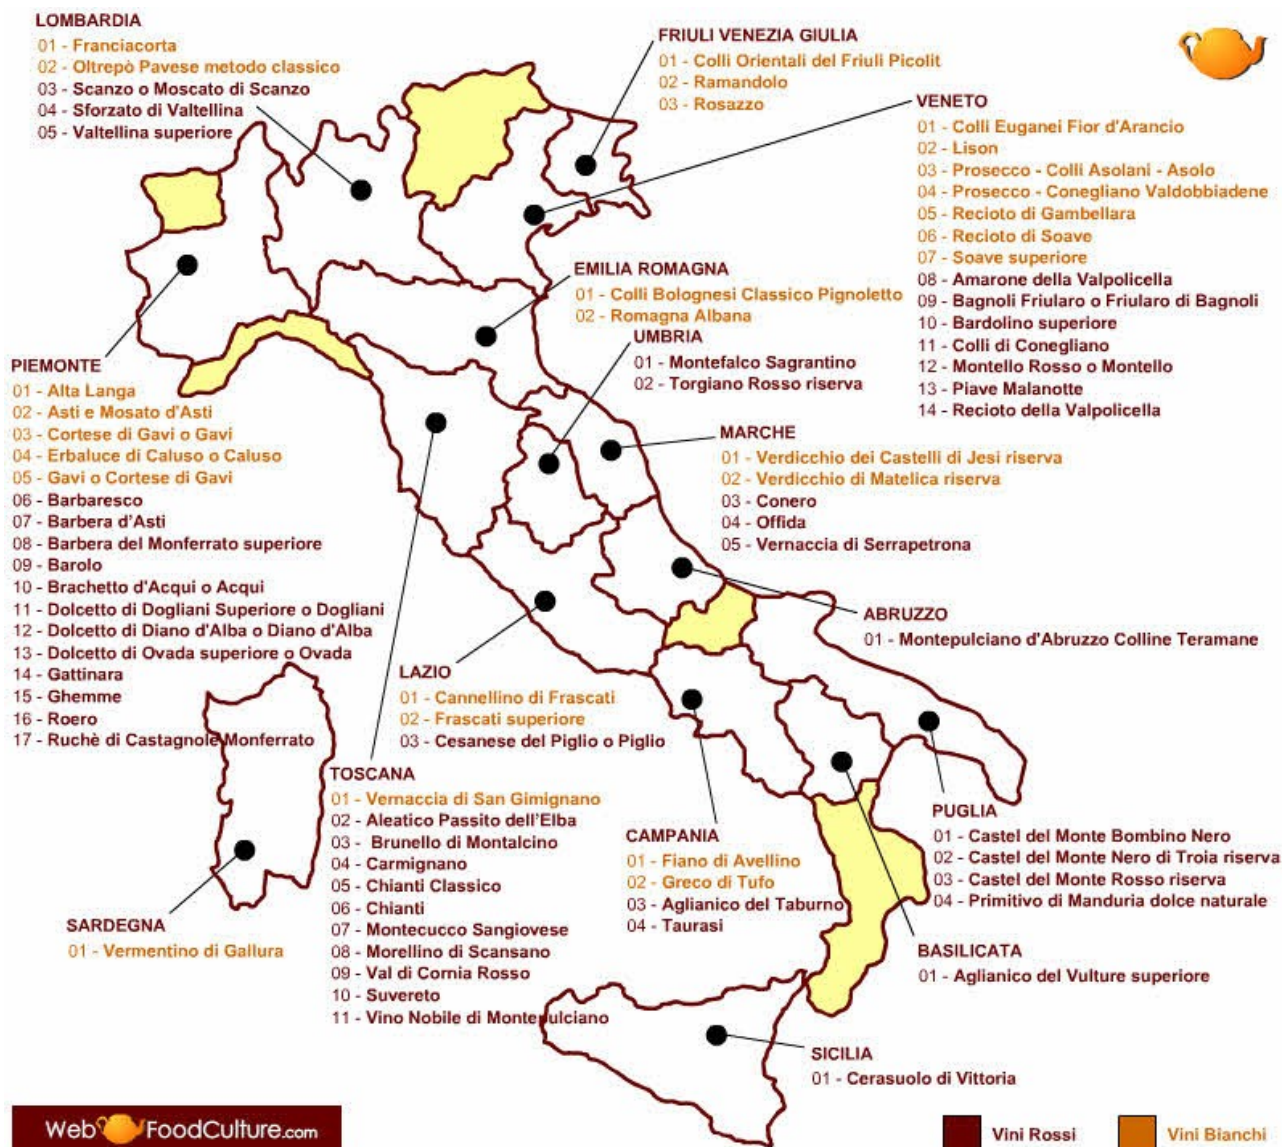 LOMBARDIA
01 - Franciacorta
02 - Oltrepò Pavese metodo classico
03 - Scanzo o Moscato di Scanzo
04 - Sforzato di Valtellina
05 - Valtellina superiore
FRIULI VENEZIA GIULIA
01 - Colli Orientali del Friuli Picolit
02 - Ramandolo
03 - Rosazzo
VENETO
01 - Colli Euganei Fior d'Arancio
02 - Lison
03 - Prosecco - Colli Asolani - Asolo
04 - Prosecco - Conegliano Valdobbiadene
05 - Recioto di Gambellara
06 - Recioto di Soave
07 - Soave superiore
08 - Amarone della Valpolicella
09 - Bagnoli Friularo o Friularo di Bagnoli
10 - Bardolino superiore
11 - Colli di Conegliano
12 - Montello Rosso o Montello
13 - Piave Malanotte
14 - Recioto della Valpolicella
EMILIA ROMAGNA
01 - Colli Bolognesi Classico Pignoletto
02 - Romagna Albana
UMBRIA
01 - Montefalco Sagrantino
02 - Torgiano Rosso riserva
PIEMONTE
01 - Alta Langa
02 - Asti e Mosato d'Asti
03 - Cortese di Gavi o Gavi
04 - Erbaluce di Caluso o Caluso
05 - Gavi o Cortese di Gavi
06 - Barbaresco
07 - Barbera d'Asti
08 - Barbera del Monferrato superiore
09 - Barolo
10 - Brachetto d'Acqui o Acqui
11 - Dolcetto di Dogliani Superiore o Dogliani
12 - Dolcetto di Diano d'Alba o Diano d'Alba
13 - Dolcetto di Ovada superiore o Ovada
14 - Gattinara
15 - Ghemme
16 - Roero
17 - Ruchè di Castagnole Monferrato
MARCHE
01 - Verdicchio dei Castelli di Jesi riserva
02 - Verdicchio di Matelica riserva
03 - Conero
04 - Offida
05 - Vernaccia di Serrapetrona
ABRUZZO
01 - Montepulciano d'Abruzzo Colline Teramane
LAZIO
01 - Cannellino di Frascati
02 - Frascati superiore
03 - Cesanese del Piglio o Piglio
TOSCANA
01 - Vernaccia di San Gimignano
02 - Aleatico Passito dell'Elba
03 - Brunello di Montalcino
04 - Carmignano
05 - Chianti Classico
06 - Chianti
07 - Montecucco Sangiovese
08 - Morellino di Scansano
09 - Val di Cornia Rosso
10 - Suvereto
11 - Vino Nobile di Montepulciano
CAMPANIA
01 - Fiano di Avellino
02 - Greco di Tufo
03 - Aglianico del Taburno
04 - Taurasi
PUGLIA
01 - Castel del Monte Bombino Nero
02 - Castel del Monte Nero di Troia riserva
03 - Castel del Monte Rosso riserva
04 - Primitivo di Manduria dolce naturale
SARDEGNA
01 - Vermentino di Gallura
BASILICATA
01 - Aglianico del Vulture superiore
SICILIA
01 - Cerasuolo di Vittoria
Web FoodCulture.com
Vini Rossi
Vini Bianchi